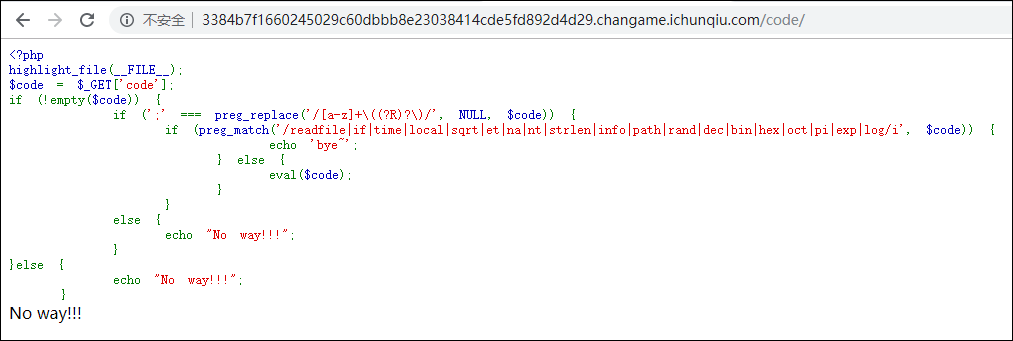 不安全 | 3384b7f1660245029c60dbbb8e23038414cde5fd892d4d29.changame.ichunqiu.com/code/
<?php
highlight_file(__FILE__);
$code = $_GET['code'];
if (!empty($code)) {
if (';' === preg_replace('/[a-z]+\((?R)?\)/', NULL, $code)) {
if (preg_match('/readfile|if|time|local|sqrt|et|na|nt|strlen|info|path|rand|dec|bin|hex|oct|pi|exp|log/i', $code)) {
echo 'bye~';
} else {
eval($code);
}
}
else {
echo "No way!!!";
}
}else {
echo "No way!!!";
}
No way!!!